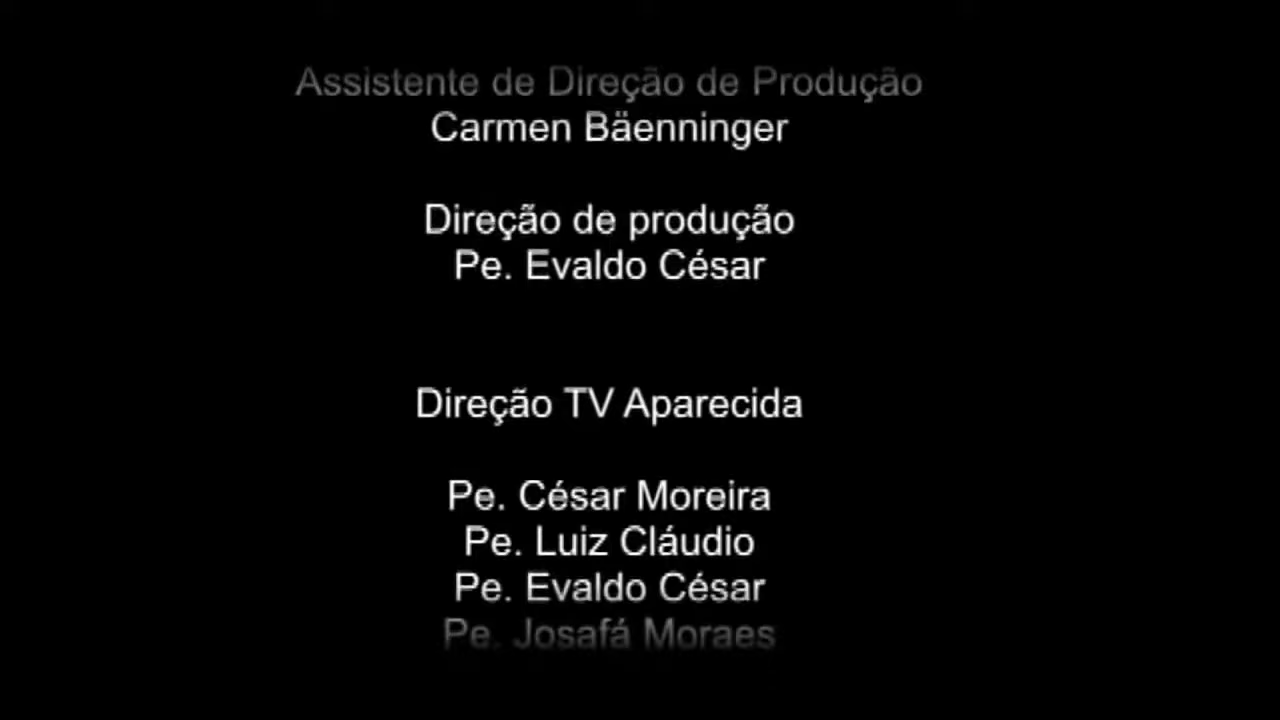 Assistente de Direção de Produção
Carmen Bäenninger
Direção de produção
Pe. Evaldo César
Direção TV Aparecida
Pe. César Moreira
Pe. Luiz Cláudio
Pe. Evaldo César
Pe. Josafá Moraes